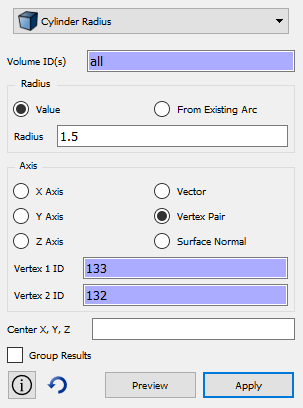 Cylinder Radius
Volume ID(s) all
Radius
Value From Existing Arc
Radius 1.5
Axis
X Axis Vector
Y Axis Vertex Pair
Z Axis Surface Normal
Vertex 1 ID 133
Vertex 2 ID 132
Center X, Y, Z
Group Results
Preview Apply